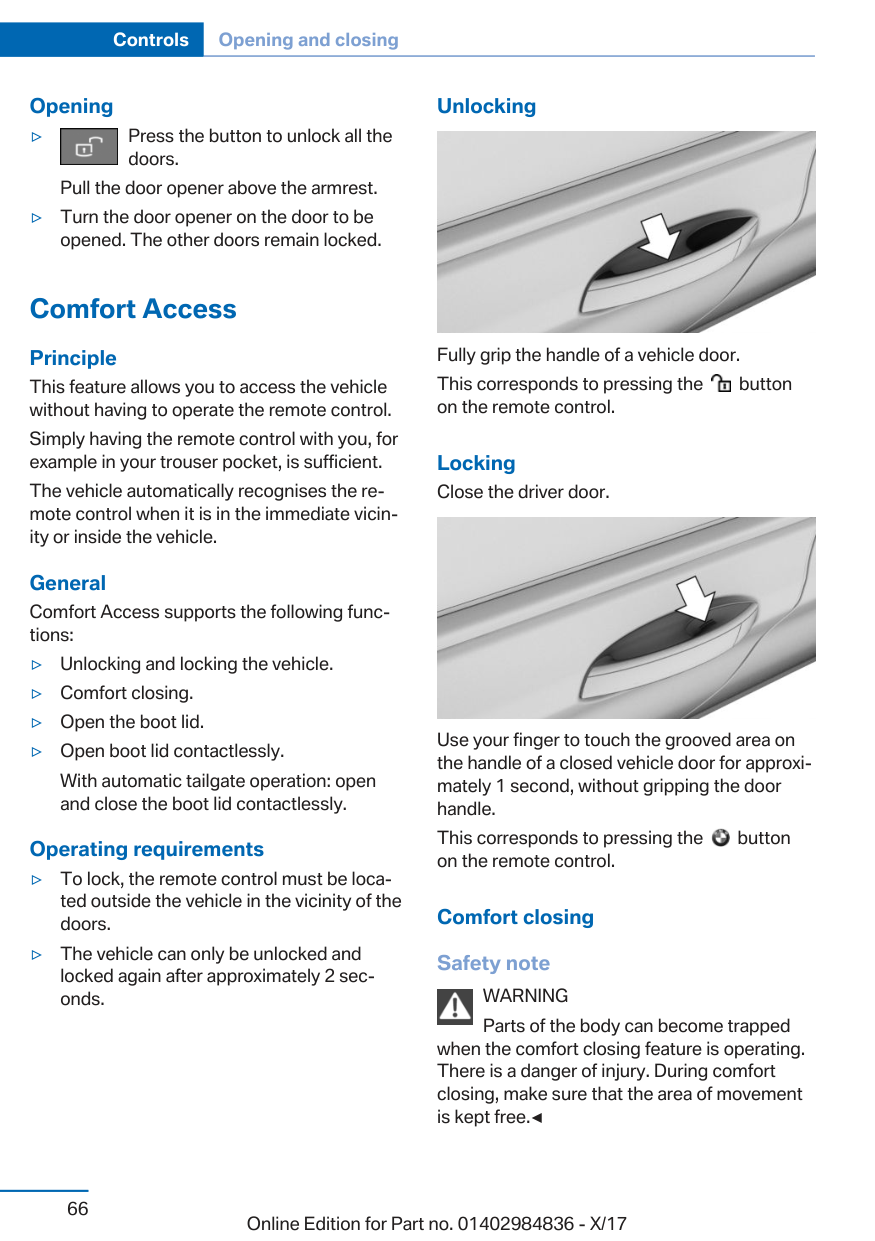 Controls
Opening and closing
Opening
▷ Press the button to unlock all the
doors.
Pull the door opener above the armrest.
▷ Turn the door opener on the door to be
opened. The other doors remain locked.
Comfort Access
Principle
This feature allows you to access the vehicle
without having to operate the remote control.
Simply having the remote control with you, for
example in your trouser pocket, is sufficient.
The vehicle automatically recognises the re-
mote control when it is in the immediate vicin-
ity or inside the vehicle.
General
Comfort Access supports the following func-
tions:
▷ Unlocking and locking the vehicle.
▷ Comfort closing.
▷ Open the boot lid.
▷ Open boot lid contactlessly.
With automatic tailgate operation: open
and close the boot lid contactlessly.
Operating requirements
▷ To lock, the remote control must be loca-
ted outside the vehicle in the vicinity of the
doors.
▷ The vehicle can only be unlocked and
locked again after approximately 2 sec-
onds.
Unlocking
Fully grip the handle of a vehicle door.
This corresponds to pressing the button
on the remote control.
Locking
Close the driver door.
Use your finger to touch the grooved area on
the handle of a closed vehicle door for approxi-
mately 1 second, without gripping the door
handle.
This corresponds to pressing the button
on the remote control.
Comfort closing
Safety note
WARNING
Parts of the body can become trapped
when the comfort closing feature is operating.
There is a danger of injury. During comfort
closing, make sure that the area of movement
is kept free.◄
66
Online Edition for Part no. 01402984836 - X/17